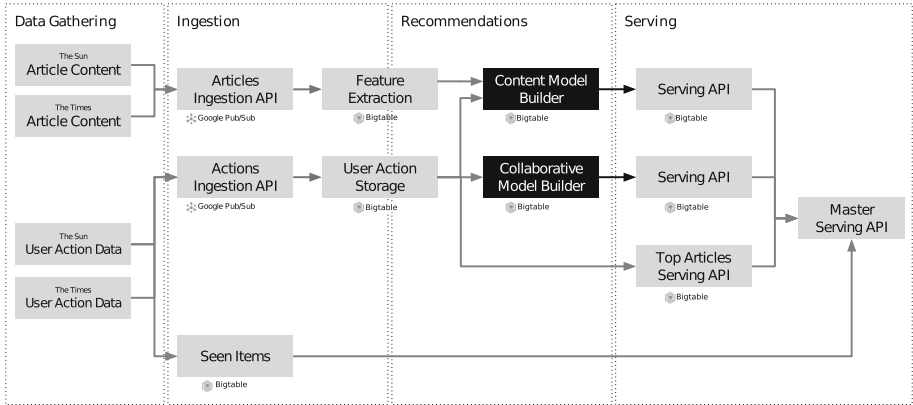 Data Gathering
Ingestion
Recommendations
Serving
The Sun
Article Content
The Times
Article Content
Articles
Ingestion API
Google Pub/Sub
Feature
Extraction
Bigtable
Content Model
Builder
Bigtable
Serving API
Bigtable
Actions
Ingestion API
Google Pub/Sub
User Action
Storage
Bigtable
Collaborative
Model Builder
Bigtable
Serving API
Bigtable
The Sun
User Action Data
The Times
User Action Data
Top Articles
Serving API
Bigtable
Master
Serving API
Seen Items
Bigtable